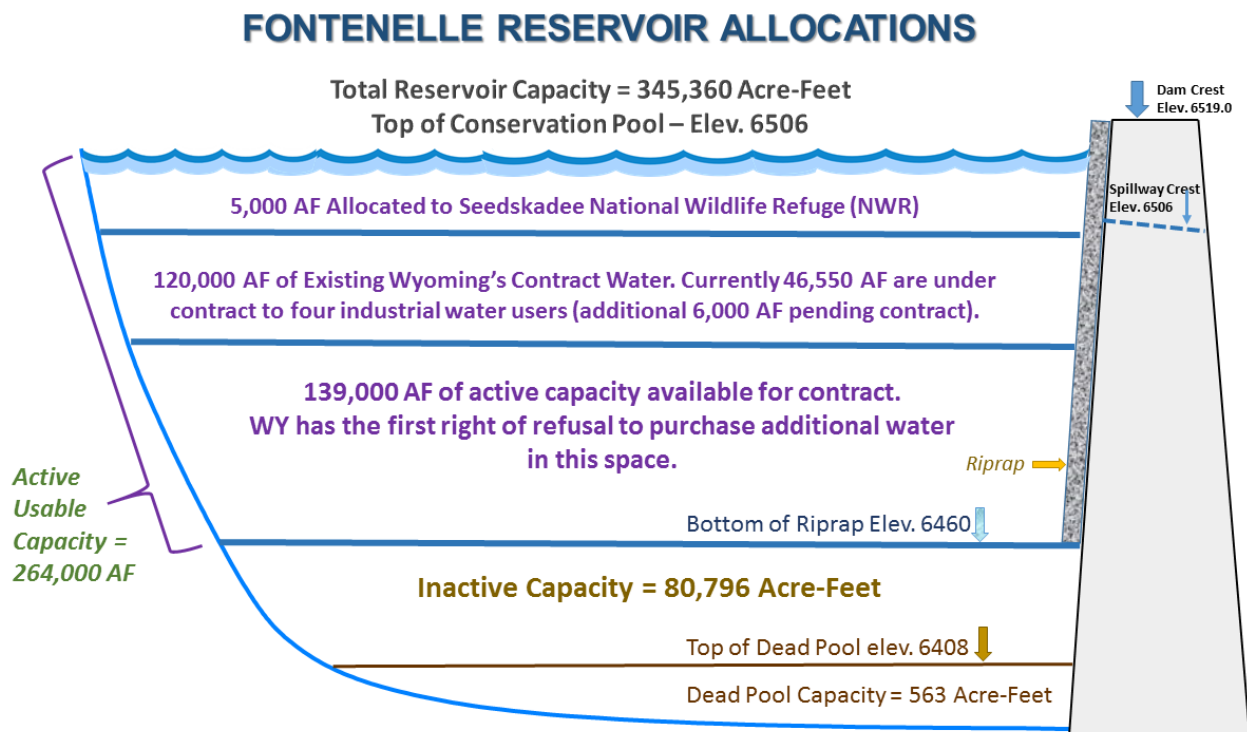 FONTENELLE RESERVOIR ALLOCATIONS
Total Reservoir Capacity = 345,360 Acre-Feet
Top of Conservation Pool – Elev. 6506
Dam Crest
Elev. 6519.0
Spillway Crest
Elev. 6506
5,000 AF Allocated to Seedskadee National Wildlife Refuge (NWR)
120,000 AF of Existing Wyoming's Contract Water. Currently 46,550 AF are under
contract to four industrial water users (additional 6,000 AF pending contract).
139,000 AF of active capacity available for contract.
WY has the first right of refusal to purchase additional water
in this space.
Riprap
Active
Usable
Capacity =
264,000 AF
Bottom of Riprap Elev. 6460
Inactive Capacity = 80,796 Acre-Feet
Top of Dead Pool elev. 6408
Dead Pool Capacity = 563 Acre-Feet